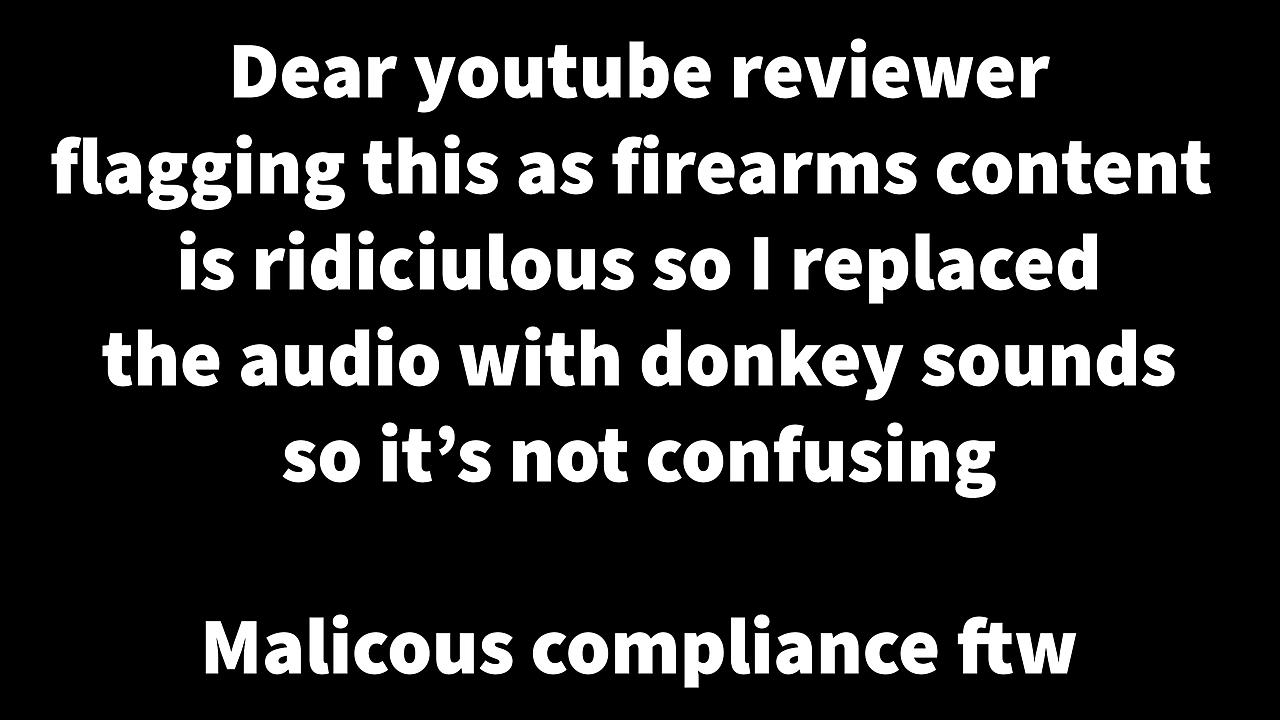 Dear youtube reviewer
flagging this as firearms content
is ridiciulous so I replaced
the audio with donkey sounds
so it’s not confusing
Malicous compliance ftw